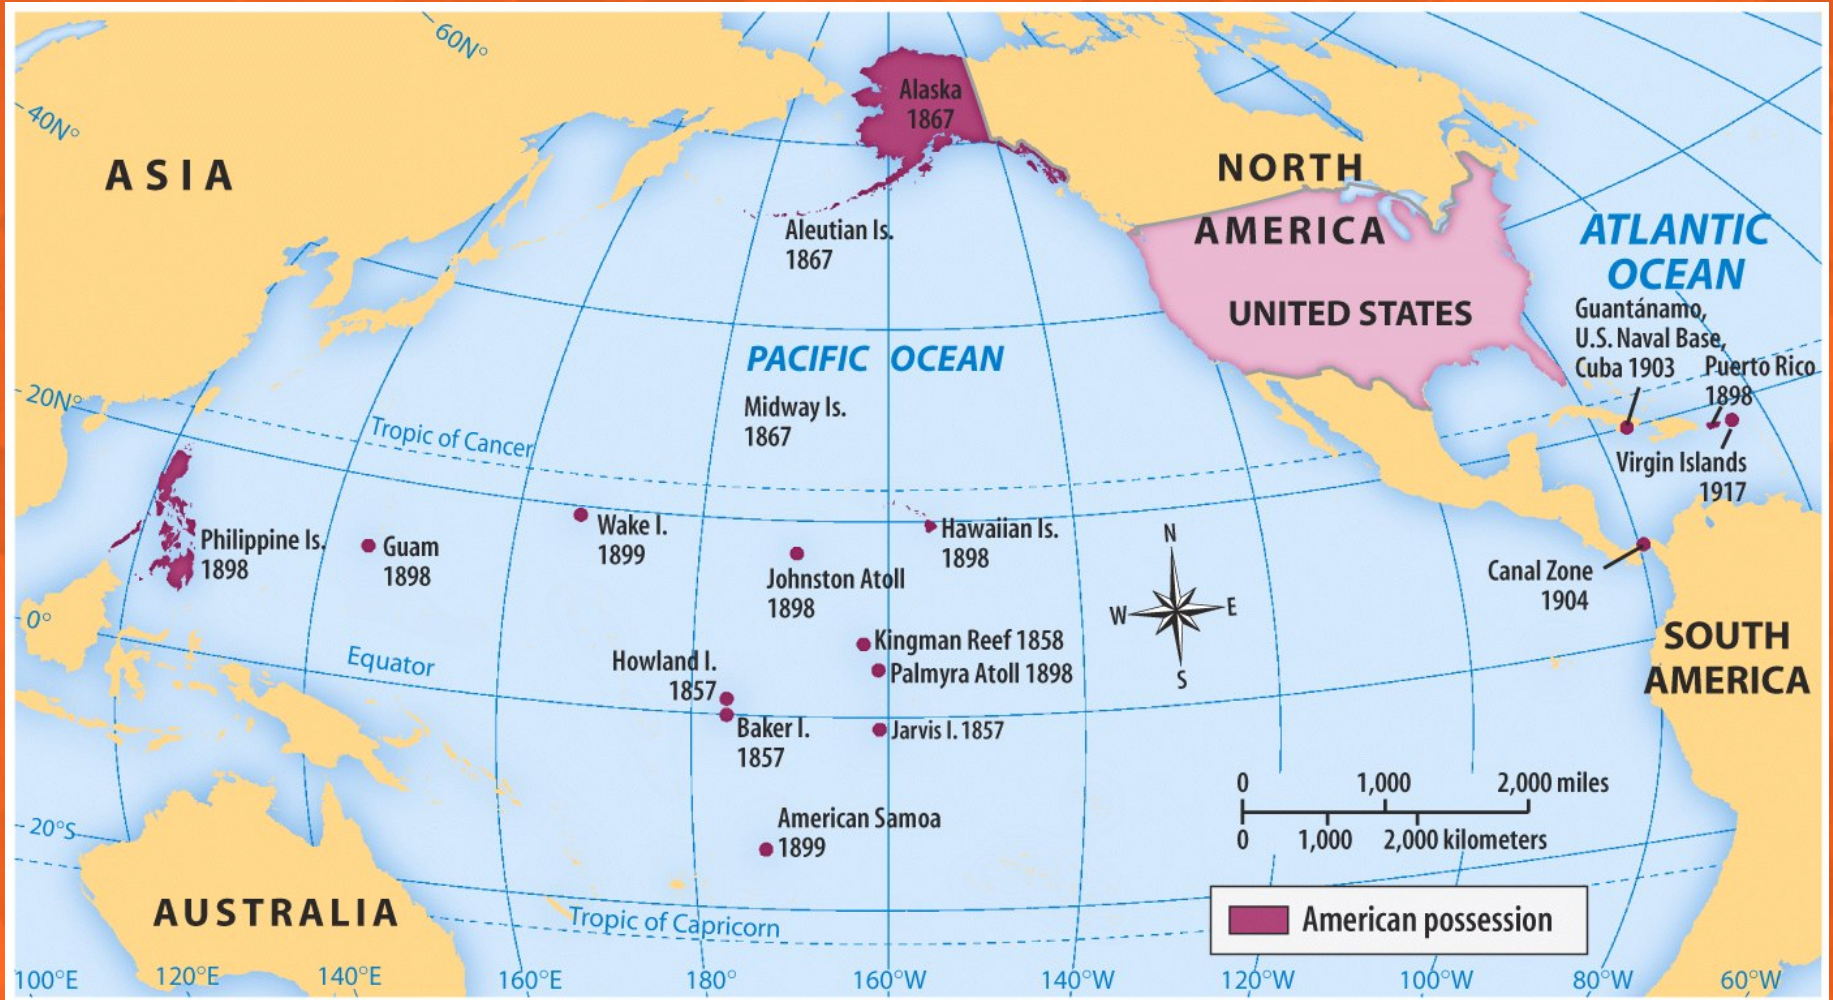 60N°
40N°
ASIA
Alaska
1867
NORTH
AMERICA
UNITED STATES
ATLANTIC
OCEAN
Aleutian Is.
1867
Guantánamo,
U.S. Naval Base,
Cuba 1903
Puerto Rico
1898
PACIFIC OCEAN
20N°
Midway Is.
1867
Tropic of Cancer
Virgin Islands
1917
Philippine Is.
1898
Guam
1898
Wake I.
1899
Johnston Atoll
1898
Hawaiian Is.
1898
N
W
E
S
Canal Zone
1904
0°
Equator
Howland I.
1857
Kingman Reef 1858
Palmyra Atoll 1898
Baker I.
1857
Jarvis I. 1857
SOUTH
AMERICA
0 1,000 2,000 miles
0 1,000 2,000 kilometers
20°S
American Samoa
1899
AUSTRALIA
Tropic of Capricorn
American possession
100°E 120°E 140°E 160°E 180° 160°W 140°W 120°W 100°W 80°W 60°W